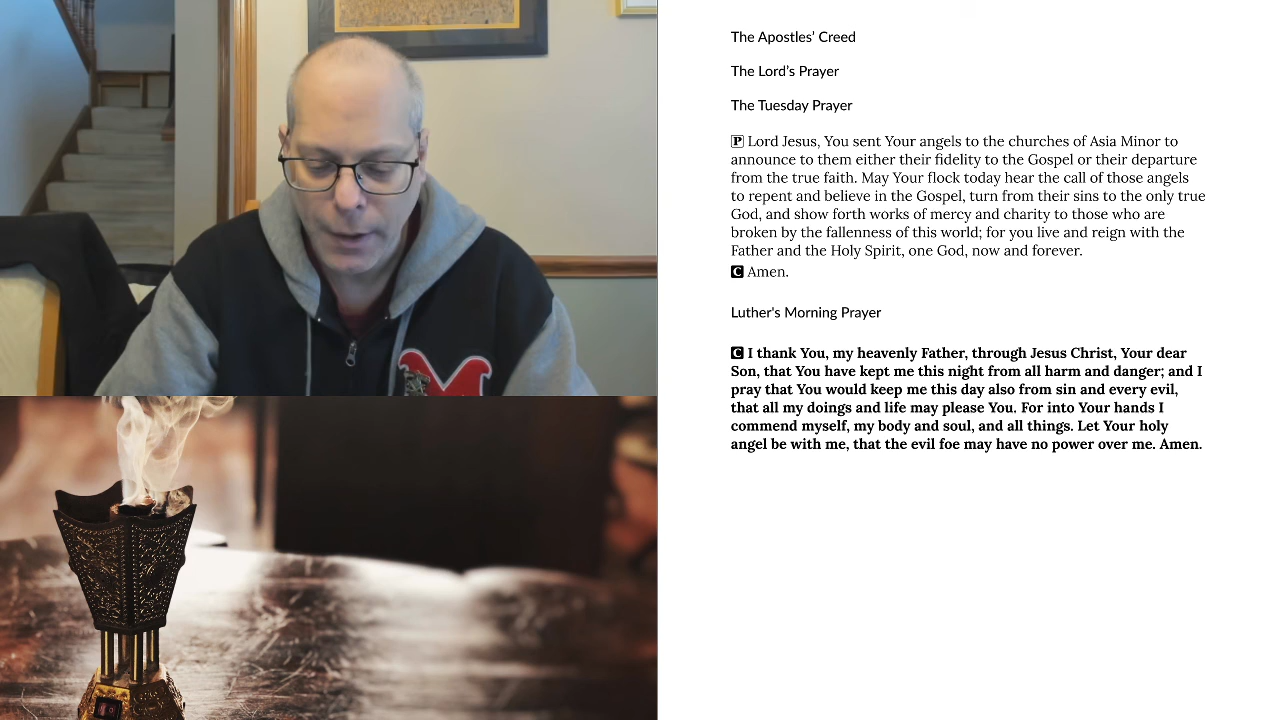 The Apostles’ Creed
The Lord’s Prayer
The Tuesday Prayer
P Lord Jesus, You sent Your angels to the churches of Asia Minor to
announce to them either their fidelity to the Gospel or their departure
from the true faith. May Your flock today hear the call of those angels
to repent and believe in the Gospel, turn from their sins to the only true
God, and show forth works of mercy and charity to those who are
broken by the fallenness of this world; for you live and reign with the
Father and the Holy Spirit, one God, now and forever.
C Amen.
Luther's Morning Prayer
C I thank You, my heavenly Father, through Jesus Christ, Your dear
Son, that You have kept me this night from all harm and danger; and I
pray that You would keep me this day also from sin and every evil,
that all my doings and life may please You. For into Your hands I
commend myself, my body and soul, and all things. Let Your holy
angel be with me, that the evil foe may have no power over me. Amen.